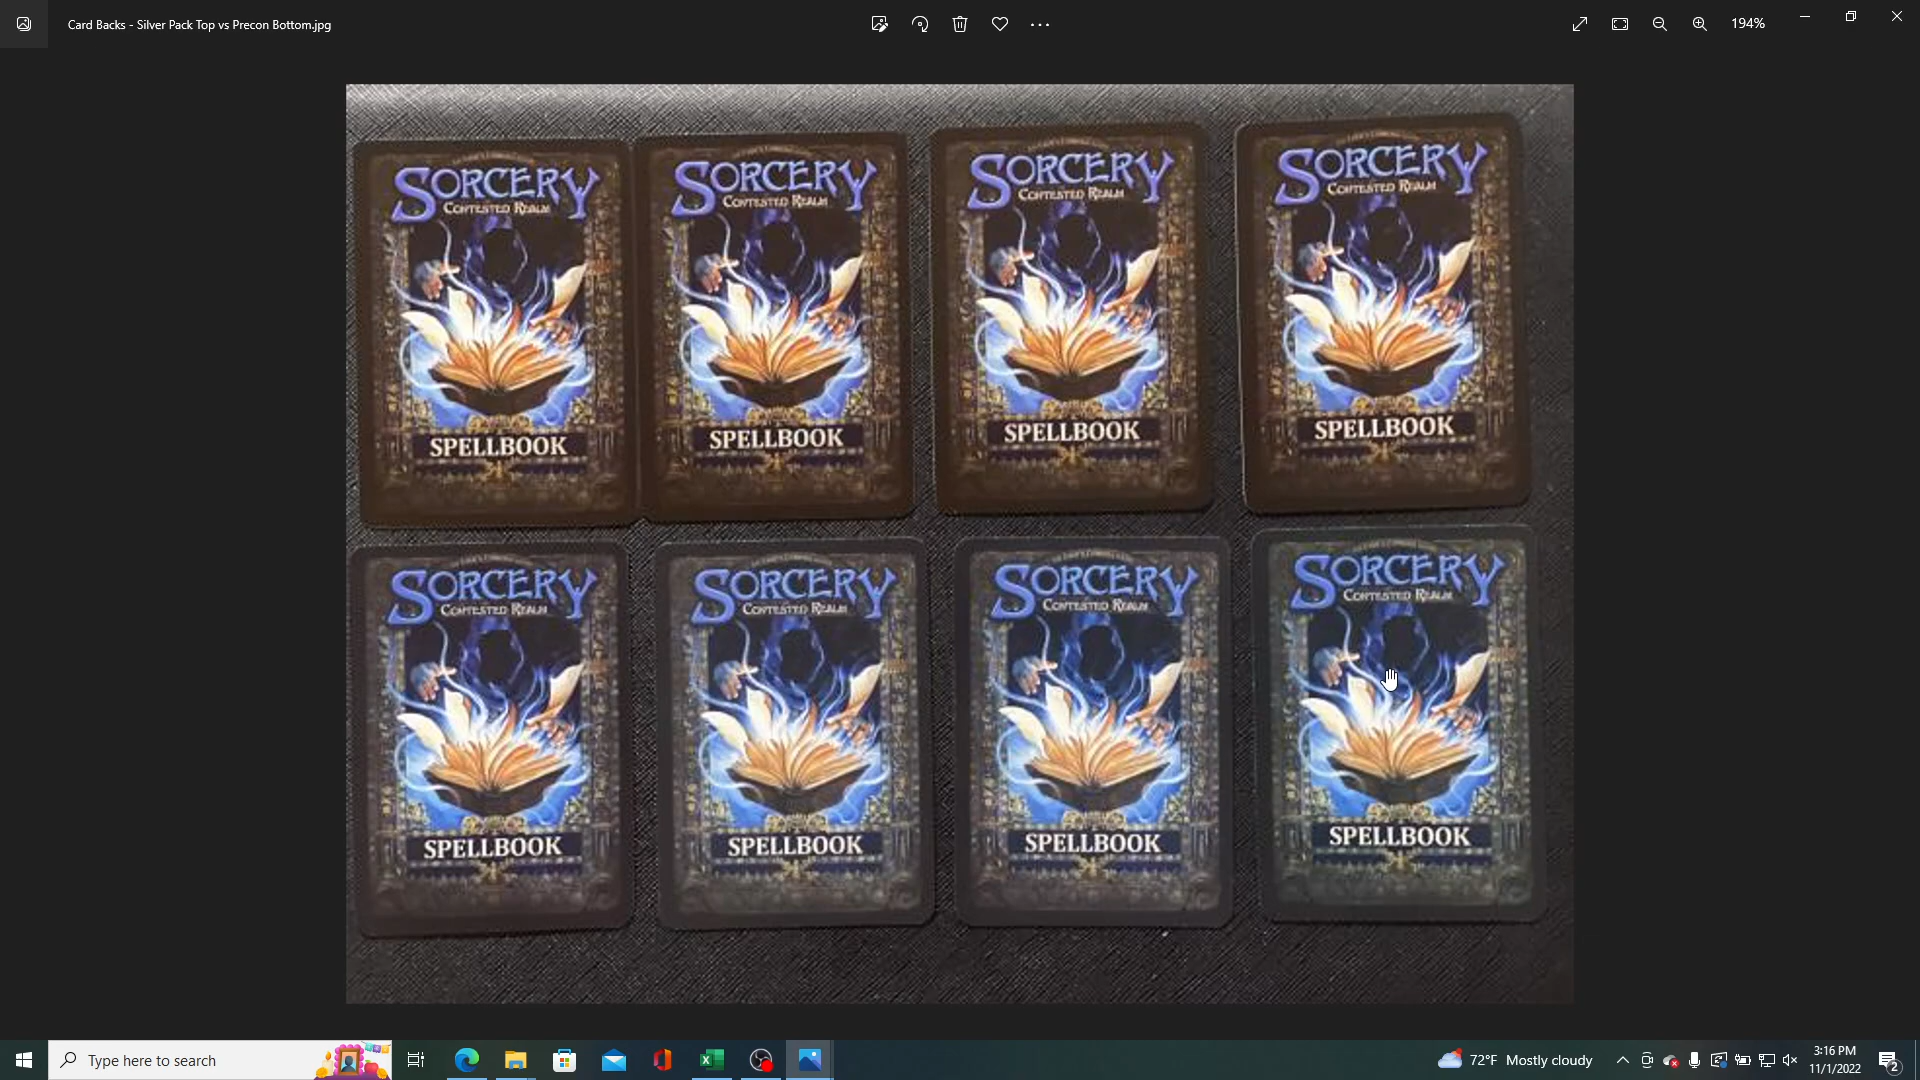 Card Backs - Silver Pack Top vs Precon Bottom.jpg
194%
SORCERY
CONTESTED REALM
SPELLBOOK
SORCERY
CONTESTED REALM
SPELLBOOK
SORCERY
CONTESTED REALM
SPELLBOOK
SORCERY
CONTESTED REALM
SPELLBOOK
SORCERY
CONTESTED REALM
SPELLBOOK
SORCERY
CONTESTED REALM
SPELLBOOK
SORCERY
CONTESTED REALM
SPELLBOOK
SORCERY
CONTESTED REALM
SPELLBOOK
Type here to search
72°F Mostly cloudy
3:16 PM
11/1/2022
2